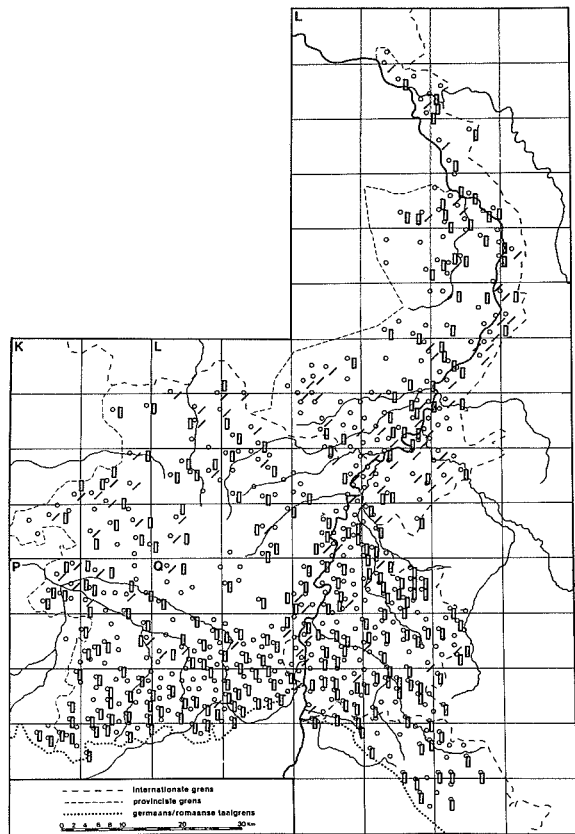 L
K
L
P
Q
internationale grens
provinciale grens
germaans/romaanse taalgrens
0 2 4 6 8 10 20 30 km